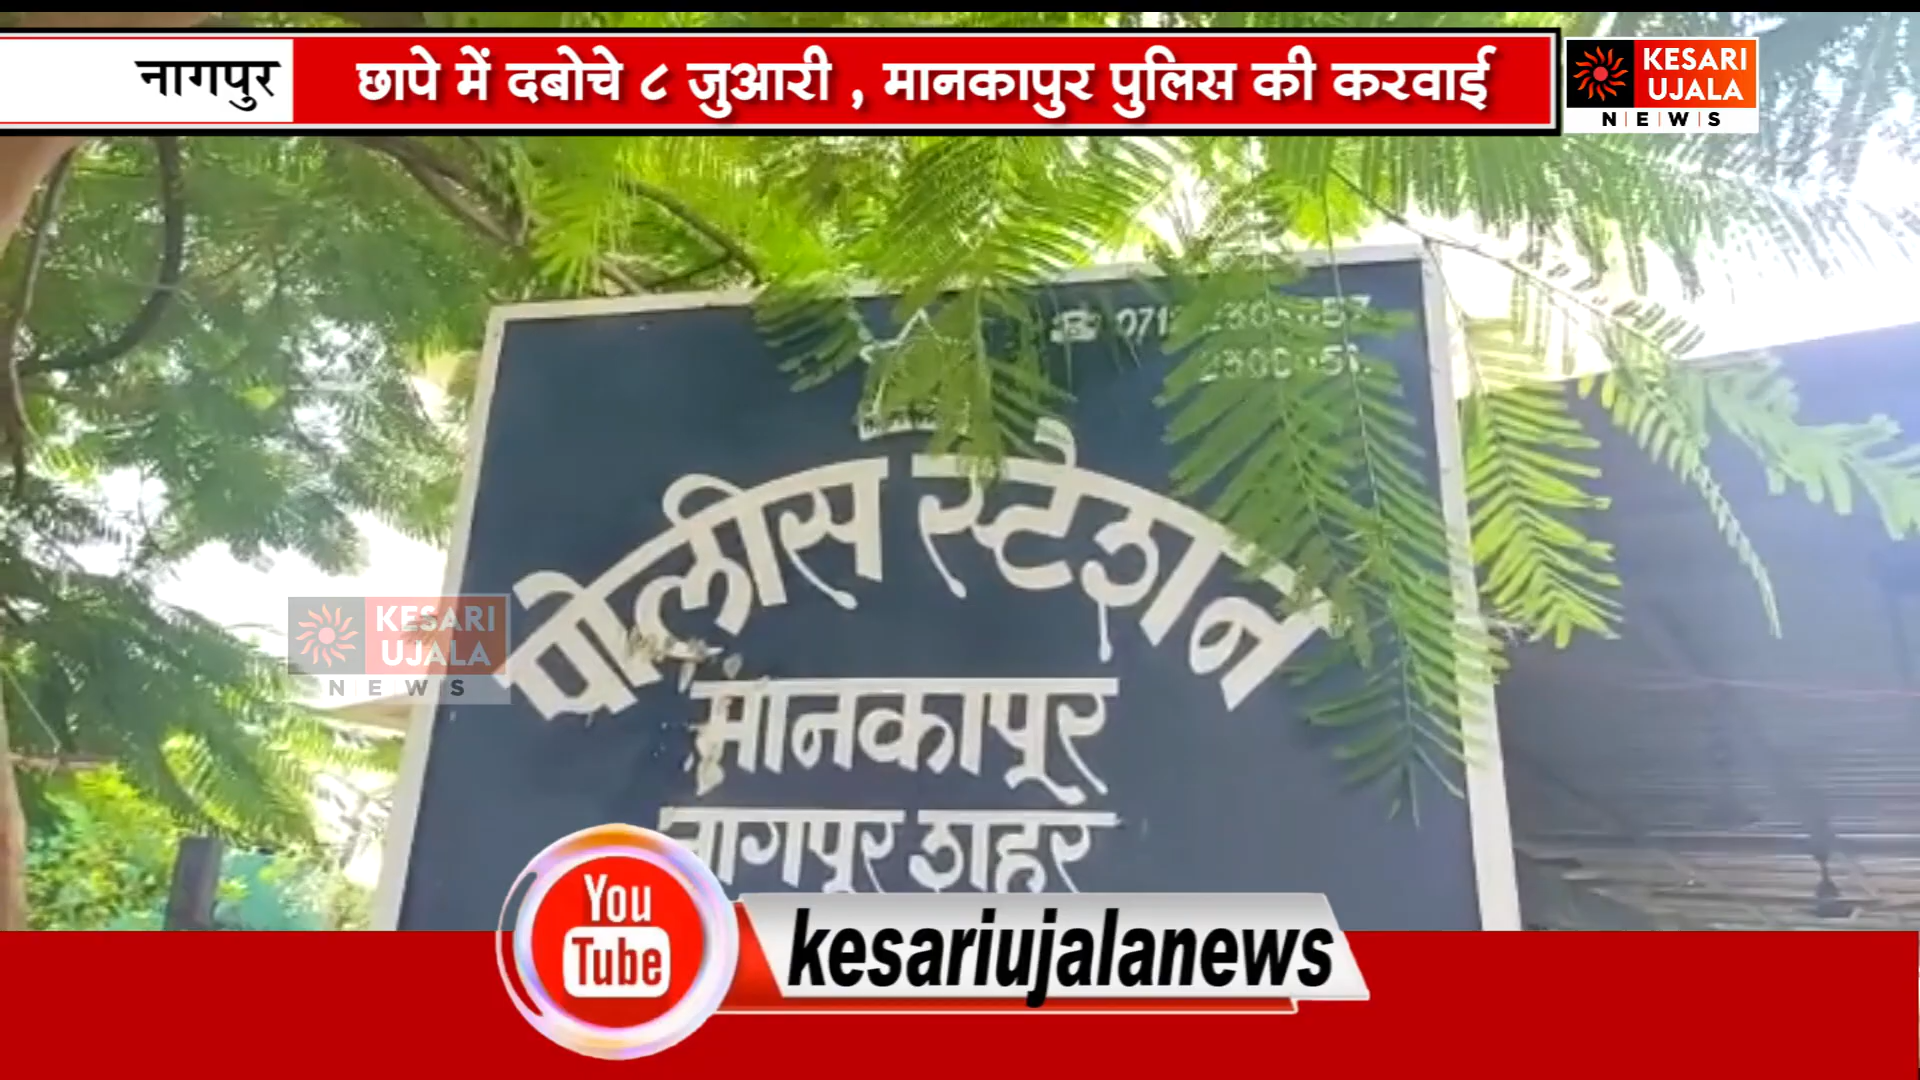 नागपुर
छापे में दबोचे ८ जुआरी , मानकापुर पुलिस की करवाई
KESARI
UJALA
NEWS
पोलीस स्टेशन
मानकापूर
नागपूर शहर
KESARI
UJALA
NEWS
You
Tube
kesariujalanews